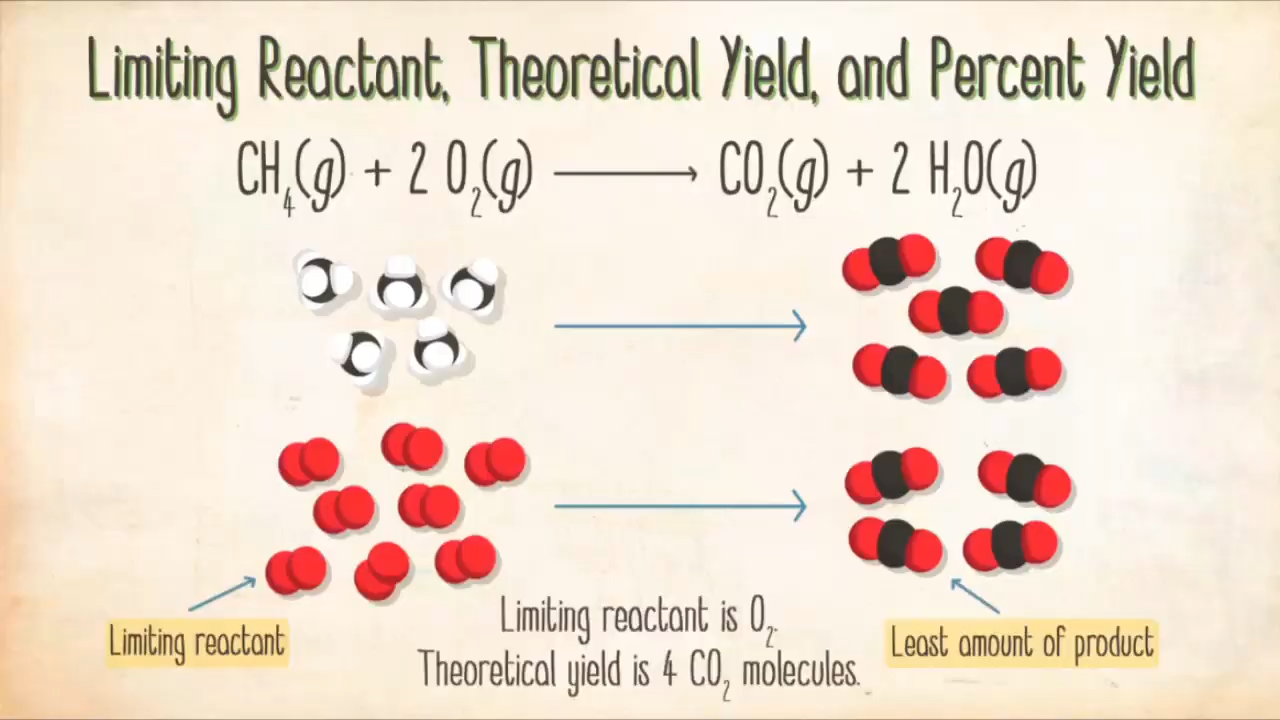 Limiting Reactant, Theoretical Yield, and Percent Yield
CH₄(g) + 2 O₂(g) ⟶ CO₂(g) + 2 H₂O(g)
Limiting reactant
Limiting reactant is O₂.
Theoretical yield is 4 CO₂ molecules.
Least amount of product